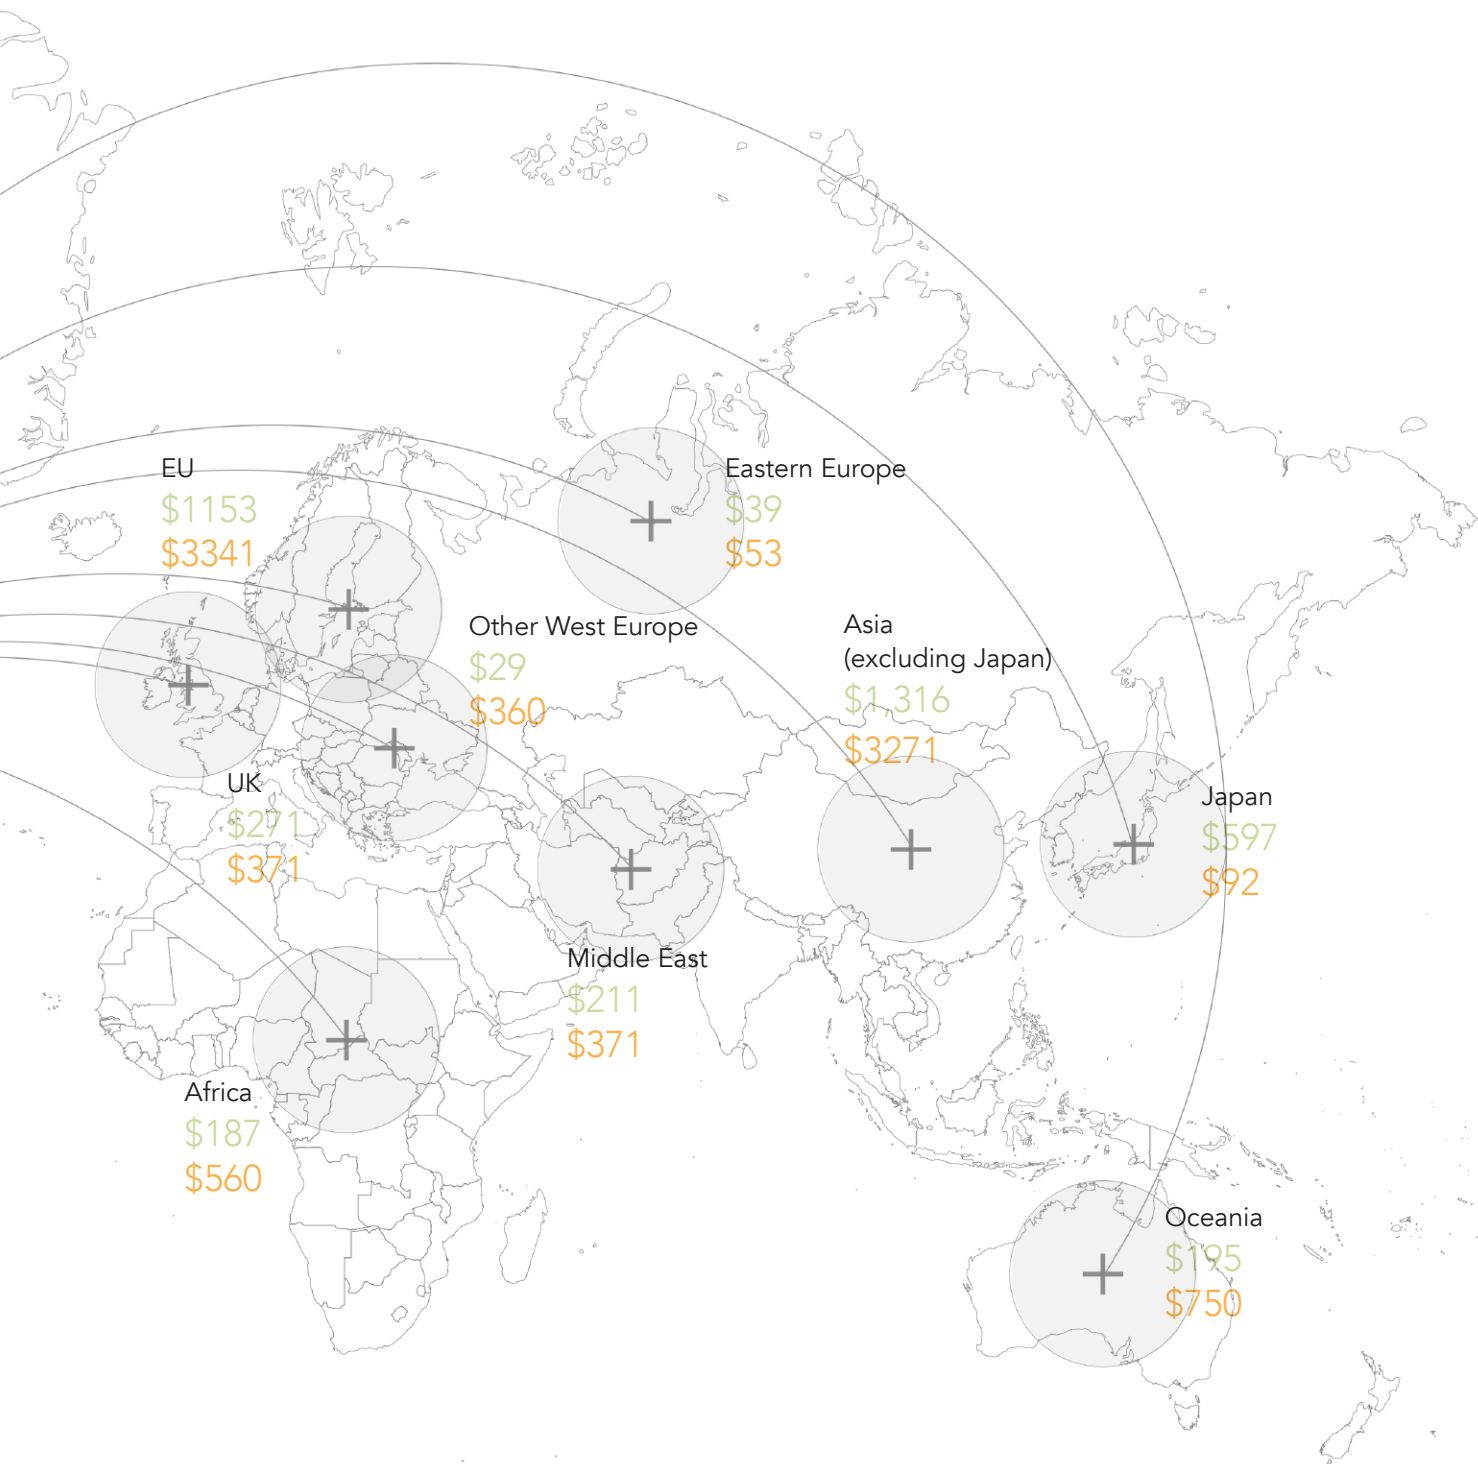 EU
$1153
$3341
Eastern Europe
$39
$53
Other West Europe
$29
$360
Asia
(excluding Japan)
$1,316
$3271
UK
$271
$371
Japan
$597
$92
Middle East
$211
$371
Africa
$187
$560
Oceania
$195
$750